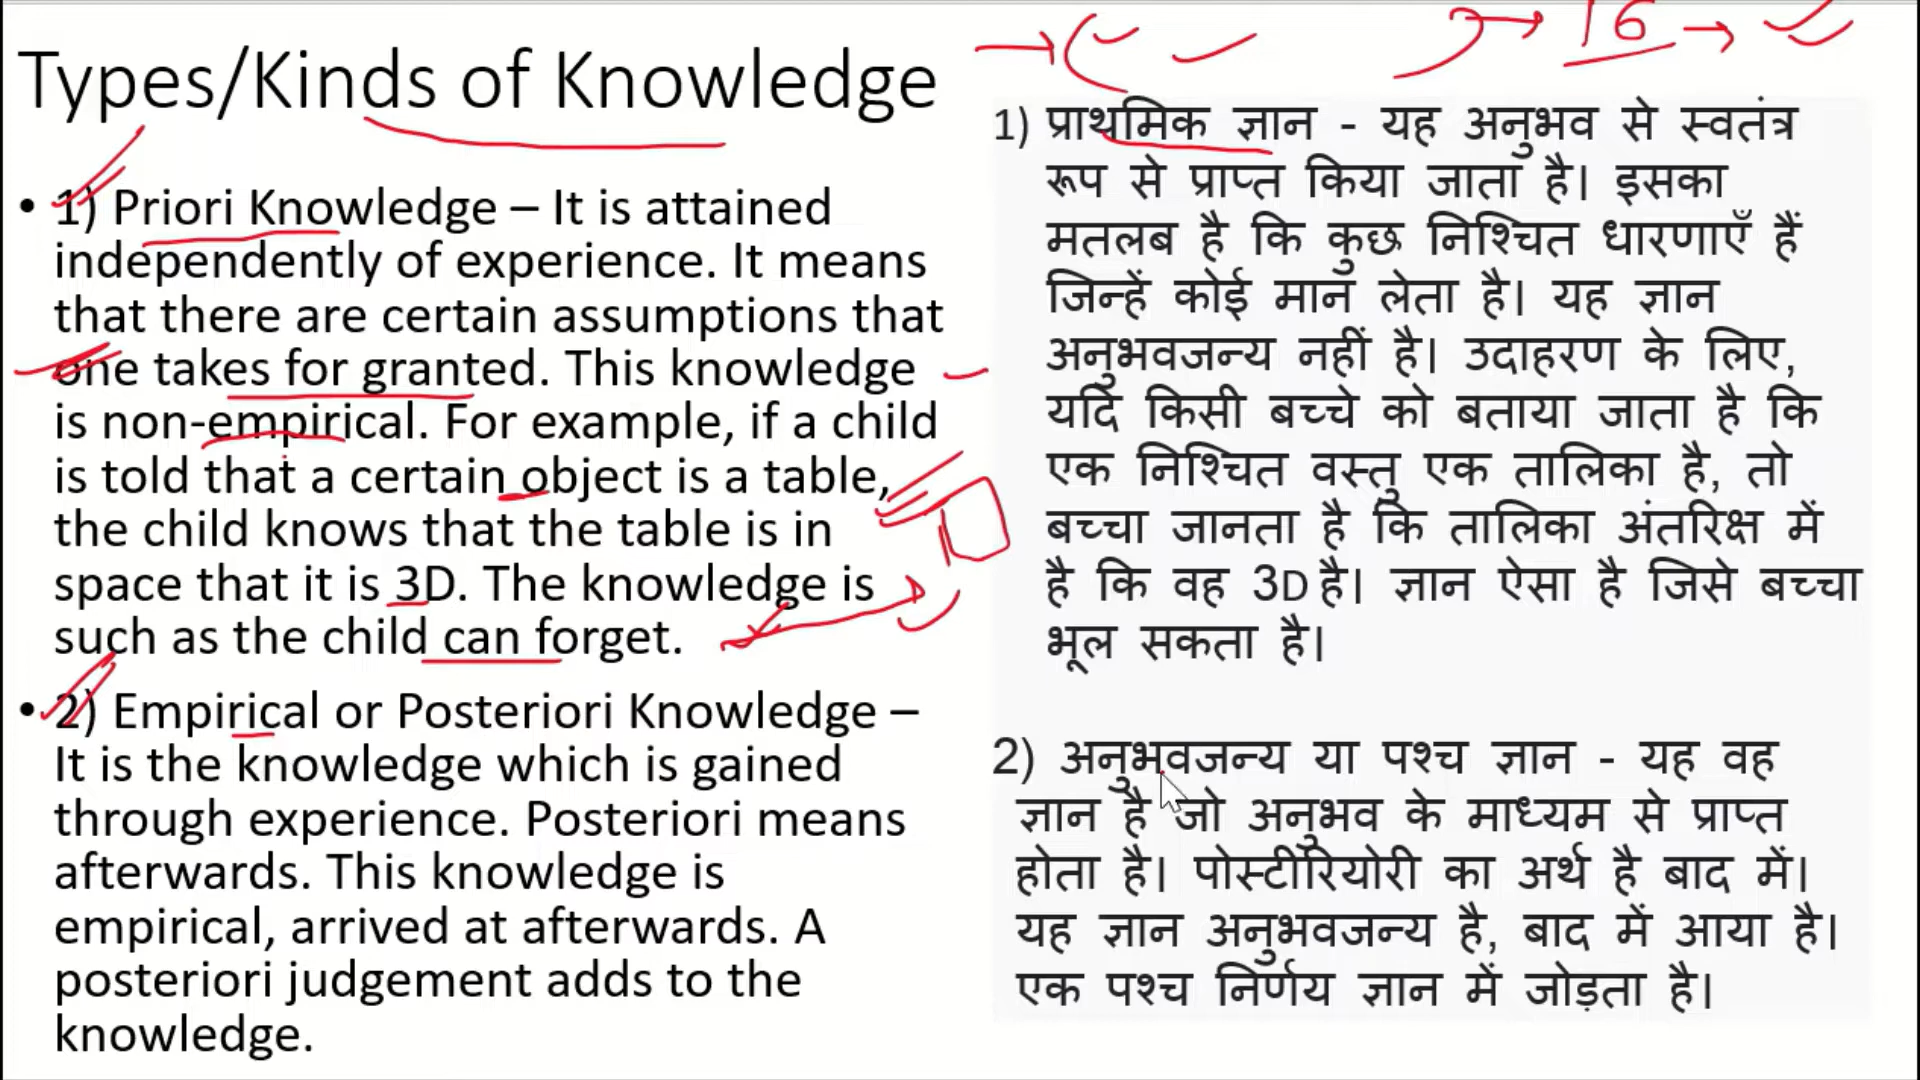 Types/Kinds of Knowledge
• 1) Priori Knowledge – It is attained
independently of experience. It means
that there are certain assumptions that
one takes for granted. This knowledge
is non-empirical. For example, if a child
is told that a certain object is a table,
the child knows that the table is in
space that it is 3D. The knowledge is
such as the child can forget.
• 2) Empirical or Posteriori Knowledge –
It is the knowledge which is gained
through experience. Posteriori means
afterwards. This knowledge is
empirical, arrived at afterwards. A
posteriori judgement adds to the
knowledge.
16
1) प्राथमिक ज्ञान - यह अनुभव से स्वतंत्र
रूप से प्राप्त किया जाता है। इसका
मतलब है कि कुछ निश्चित धारणाएँ हैं
जिन्हें कोई मान लेता है। यह ज्ञान
अनुभवजन्य नहीं है। उदाहरण के लिए,
यदि किसी बच्चे को बताया जाता है कि
एक निश्चित वस्तु एक तालिका है, तो
बच्चा जानता है कि तालिका अंतरिक्ष में
है कि वह 3D है। ज्ञान ऐसा है जिसे बच्चा
भूल सकता है।
2) अनुभवजन्य या पश्च ज्ञान - यह वह
ज्ञान है जो अनुभव के माध्यम से प्राप्त
होता है। पोस्टीरियोरी का अर्थ है बाद में।
यह ज्ञान अनुभवजन्य है, बाद में आया है।
एक पश्च निर्णय ज्ञान में जोड़ता है।